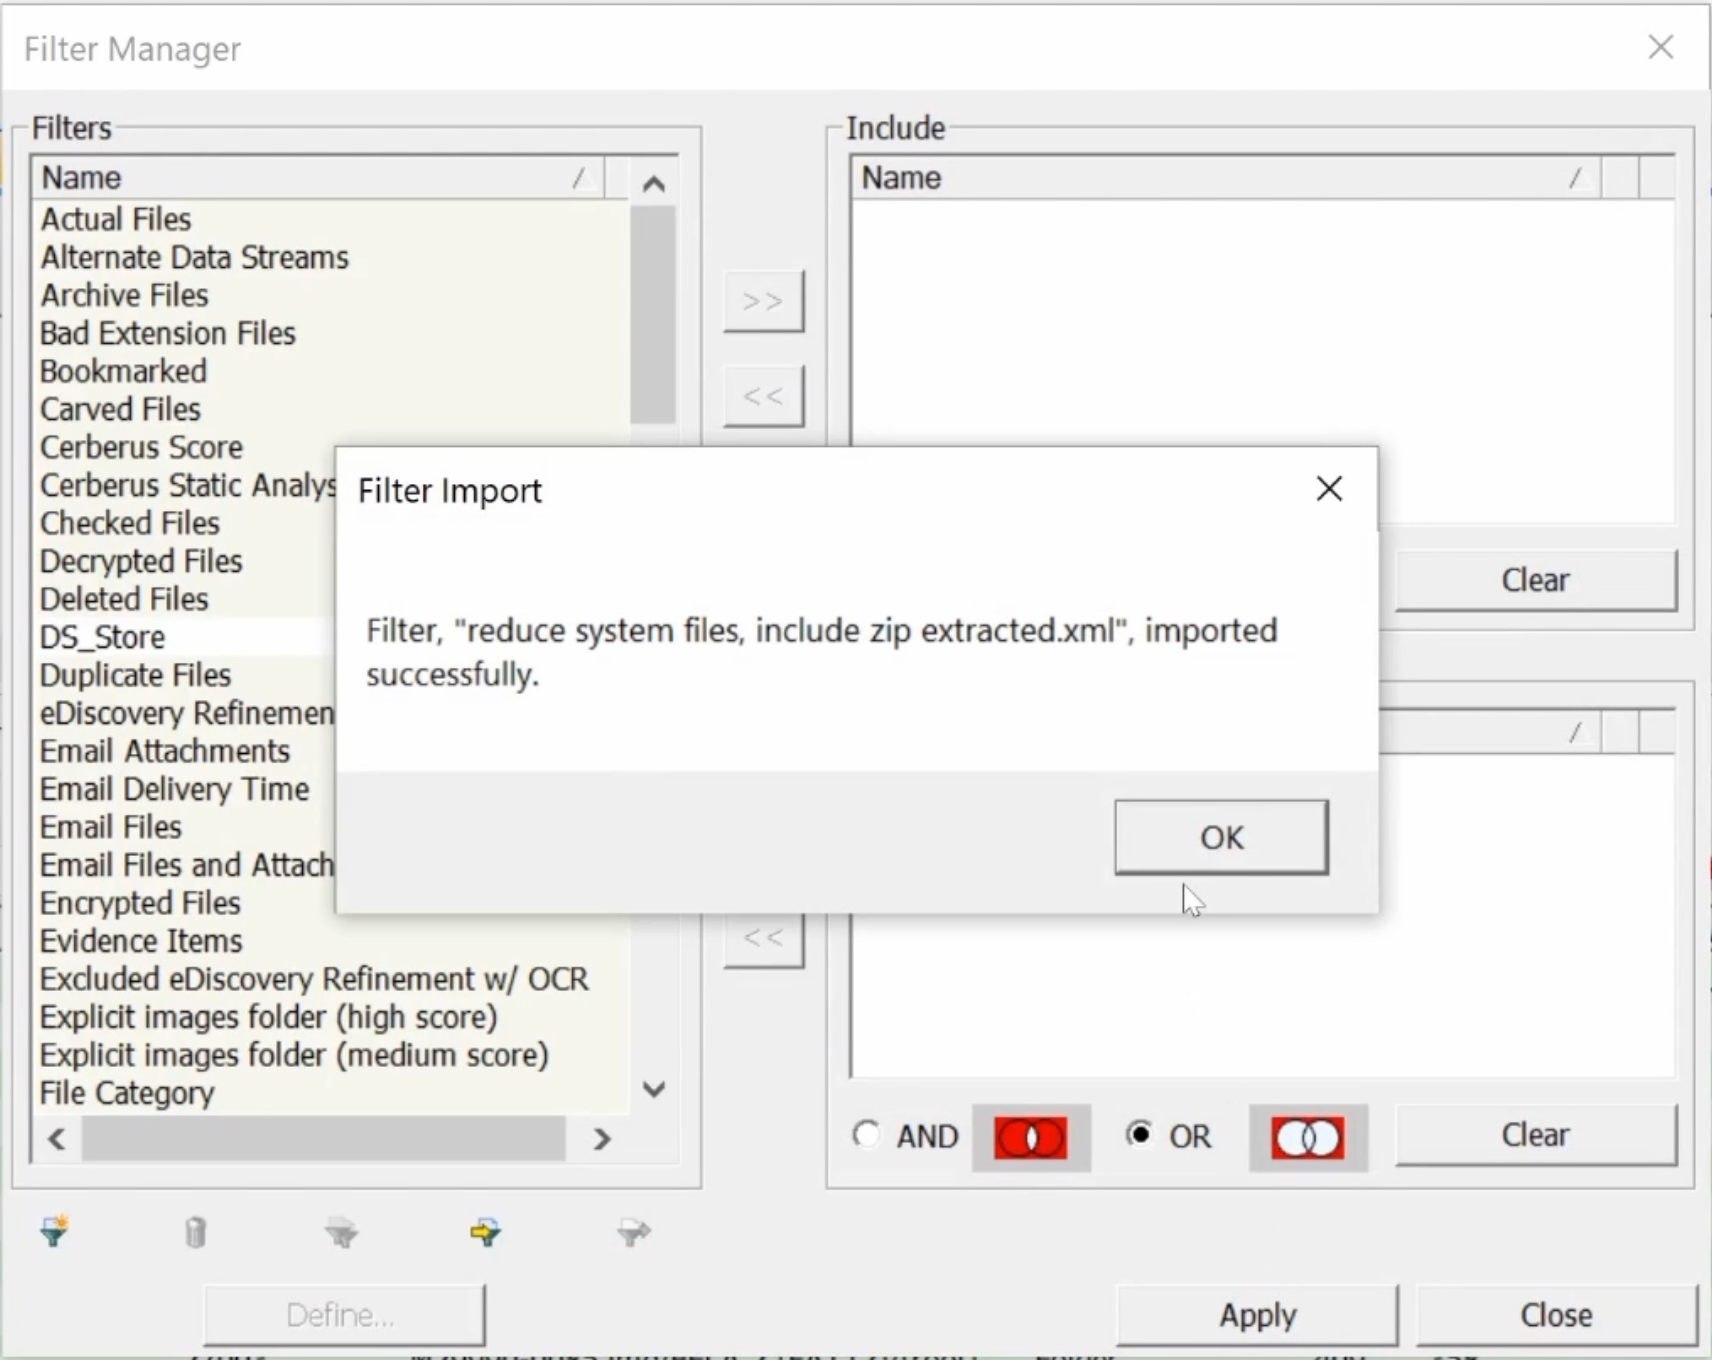 Filter Manager
Filters
Name
Actual Files
Alternate Data Streams
Archive Files
Bad Extension Files
Bookmarked
Carved Files
Cerberus Score
Cerberus Static Analys
Checked Files
Decrypted Files
Deleted Files
DS_Store
Duplicate Files
eDiscovery Refinemen
Email Attachments
Email Delivery Time
Email Files
Email Files and Attach
Encrypted Files
Evidence Items
Excluded eDiscovery Refinement w/ OCR
Explicit images folder (high score)
Explicit images folder (medium score)
File Category
>>
<<
Include
Name
Clear
Filter Import
Filter, "reduce system files, include zip extracted.xml", imported
successfully.
OK
<<
AND
OR
Clear
Define...
Apply
Close